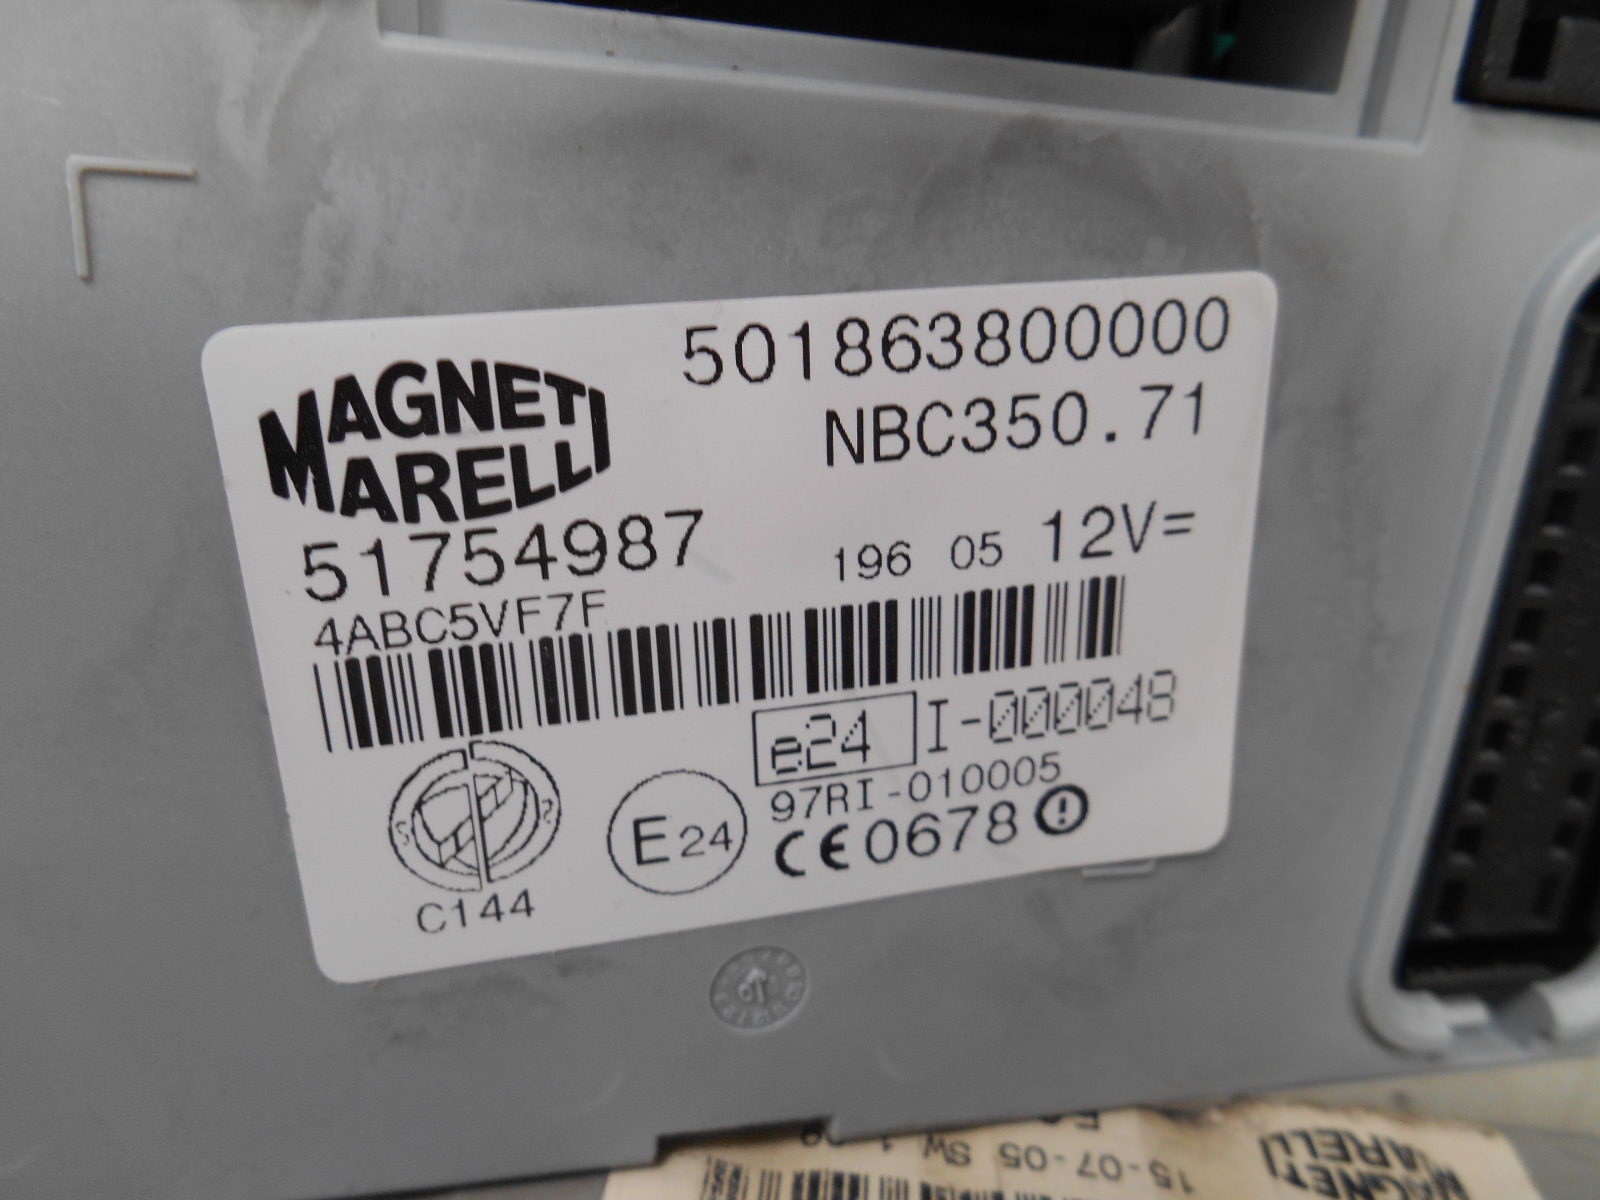 501863800000
MAGNETI
MARELLI
NBC350.71
51754987
196 05 12V=
4ABC5VF7F
e24 I-000048
97RI-010005
E24
CE0678
C144
15-07-05 SW
MAGNETI
MARELLI